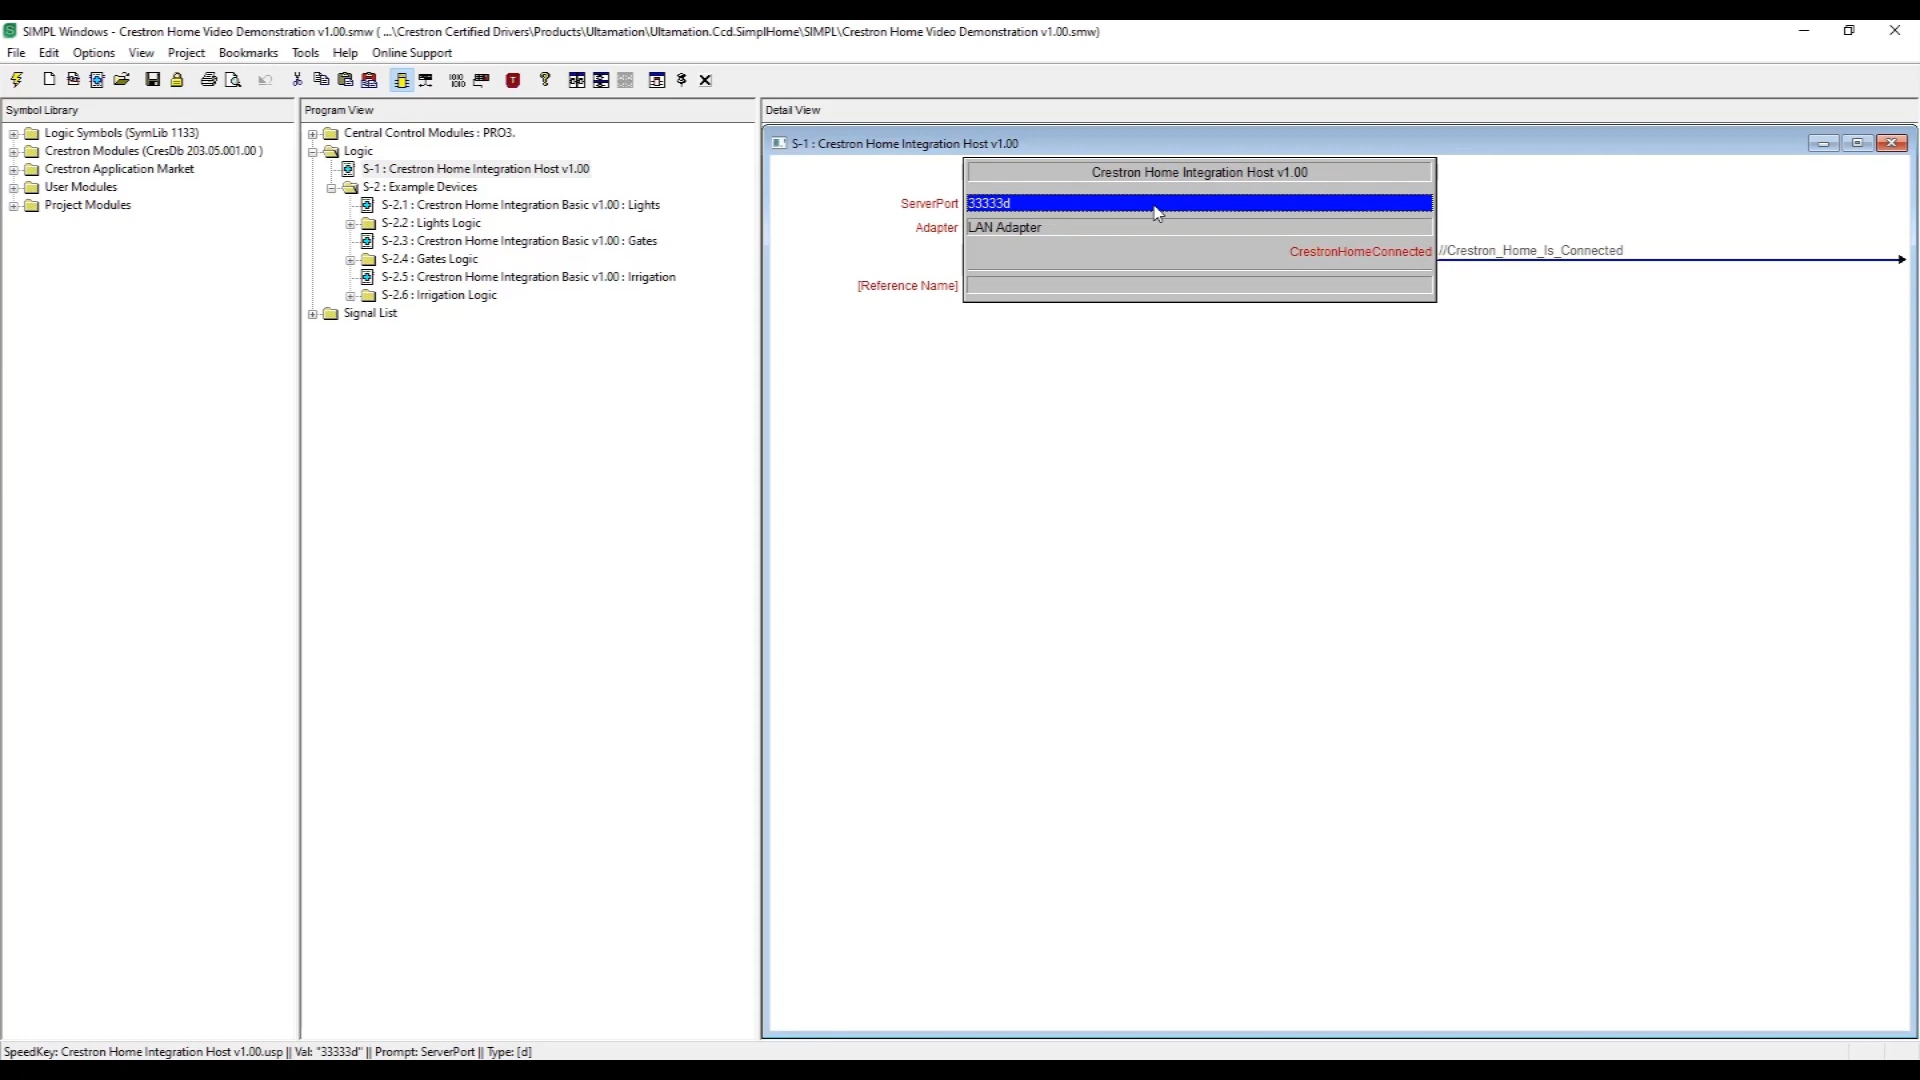 SIMPL Windows - Crestron Home Video Demonstration v1.00.smw ( ...\Crestron Certified Drivers\Products\Ultamation\Ultamation.Ccd.SimplHome\SIMPL\Crestron Home Video Demonstration v1.00.smw)
File Edit Options View Project Bookmarks Tools Help Online Support
Symbol Library
Logic Symbols (SymLib 1133)
Crestron Modules (CresDb 203.05.001.00 )
Crestron Application Market
User Modules
Project Modules
Program View
Central Control Modules : PRO3.
Logic
S-1 : Crestron Home Integration Host v1.00
S-2 : Example Devices
S-2.1 : Crestron Home Integration Basic v1.00 : Lights
S-2.2 : Lights Logic
S-2.3 : Crestron Home Integration Basic v1.00 : Gates
S-2.4 : Gates Logic
S-2.5 : Crestron Home Integration Basic v1.00 : Irrigation
S-2.6 : Irrigation Logic
Signal List
Detail View
S-1 : Crestron Home Integration Host v1.00
Crestron Home Integration Host v1.00
ServerPort 33333d
Adapter LAN Adapter
CrestronHomeConnected //Crestron_Home_Is_Connected
[Reference Name]
SpeedKey: Crestron Home Integration Host v1.00.usp || Val: "33333d" || Prompt: ServerPort || Type: [d]